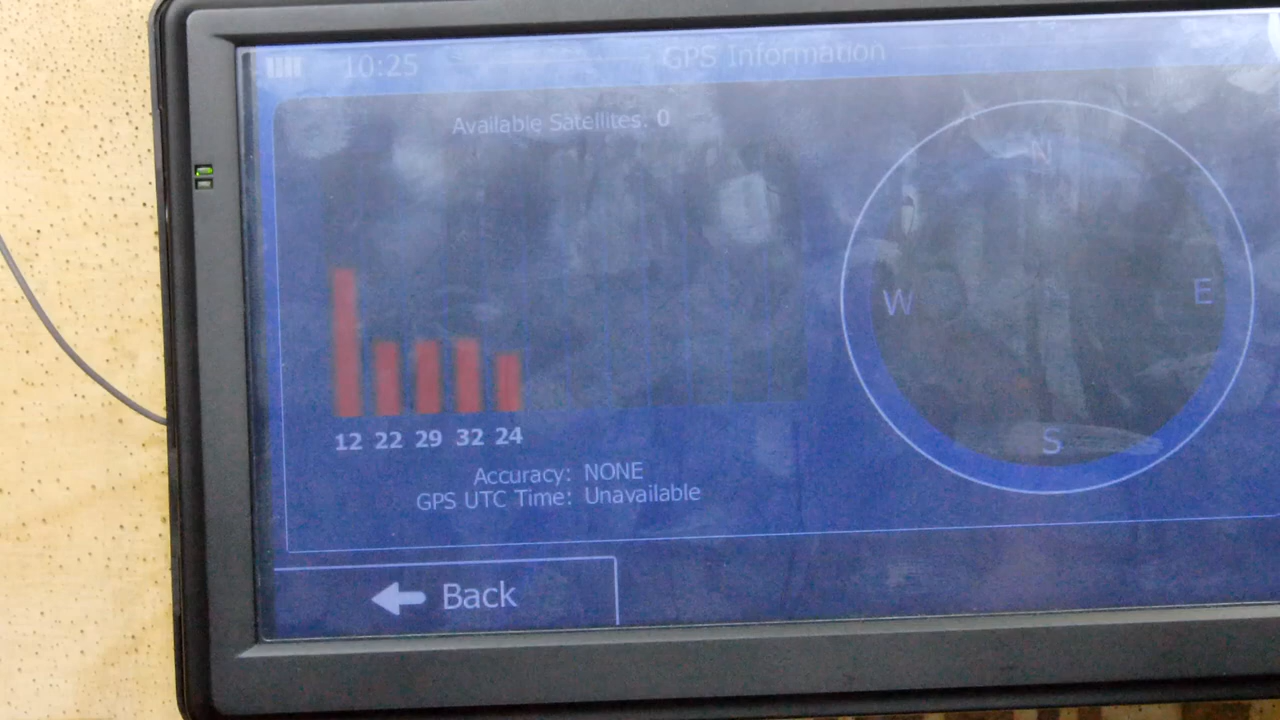 10:25
GPS Information
Available Satellites: 0
N
W
E
S
12 22 29 32 24
Accuracy: NONE
GPS UTC Time: Unavailable
Back